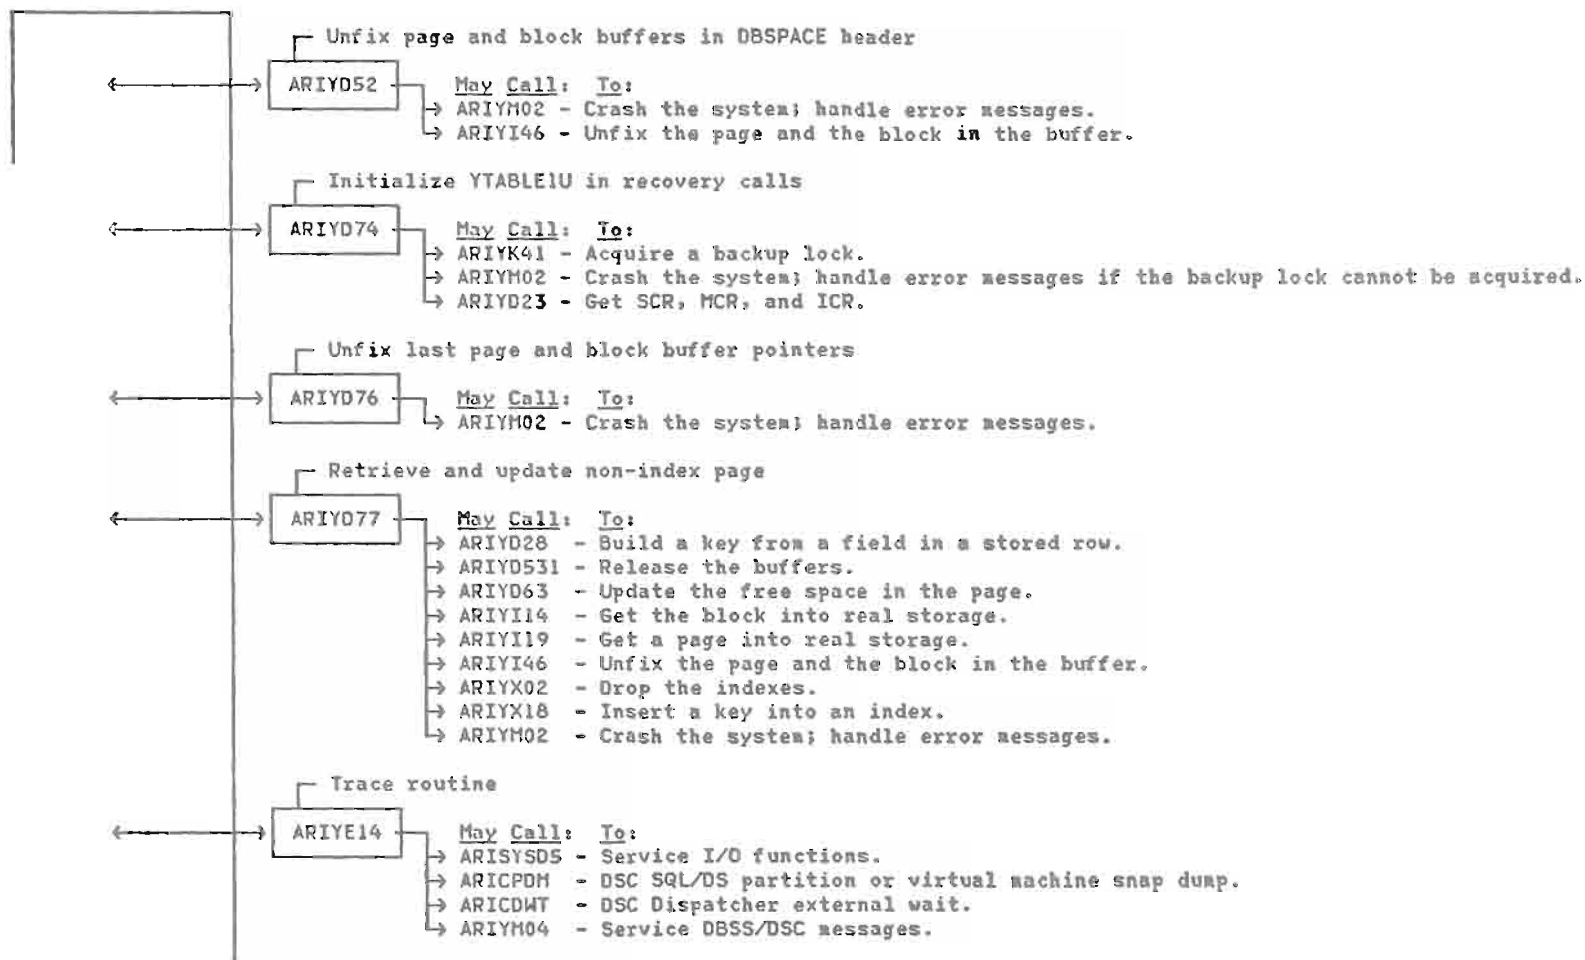 Unfix page and block buffers in DBSPACE header
ARIYD52
May Call: To:
ARIYM02 - Crash the system; handle error messages.
ARIYI46 - Unfix the page and the block in the buffer.
Initialize YTABLE1U in recovery calls
ARIYD74
May Call: To:
ARIYK41 - Acquire a backup lock.
ARIYM02 - Crash the system; handle error messages if the backup lock cannot be acquired.
ARIYD23 - Get SCR, MCR, and ICR.
Unfix last page and block buffer pointers
ARIYD76
May Call: To:
ARIYM02 - Crash the system; handle error messages.
Retrieve and update non-index page
ARIYD77
May Call: To:
ARIYD28 - Build a key from a field in a stored row.
ARIYD531 - Release the buffers.
ARIYD63 - Update the free space in the page.
ARIYI14 - Get the block into real storage.
ARIYI19 - Get a page into real storage.
ARIYI46 - Unfix the page and the block in the buffer.
ARIYX02 - Drop the indexes.
ARIYX18 - Insert a key into an index.
ARIYM02 - Crash the system; handle error messages.
Trace routine
ARIYE14
May Call: To:
ARISYSD5 - Service I/O functions.
ARICPDM - DSC SQL/DS partition or virtual machine snap dump.
ARICDWT - DSC Dispatcher external wait.
ARIYM04 - Service DBSS/DSC messages.